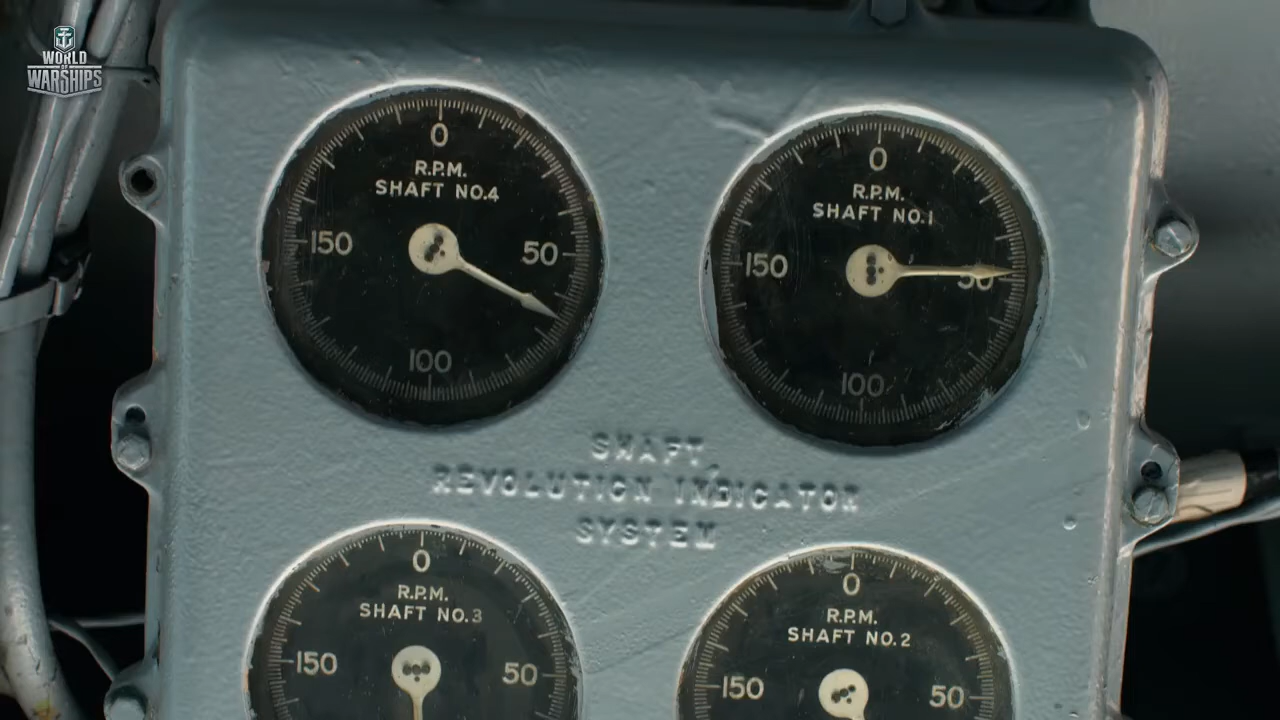 WORLD
OF
WARSHIPS
0
R.P.M.
SHAFT NO.4
150
50
100
0
R.P.M.
SHAFT NO.1
150
50
100
SHAFT
REVOLUTION INDICATOR
SYSTEM
0
R.P.M.
SHAFT NO.3
150
50
0
R.P.M.
SHAFT NO.2
150
50